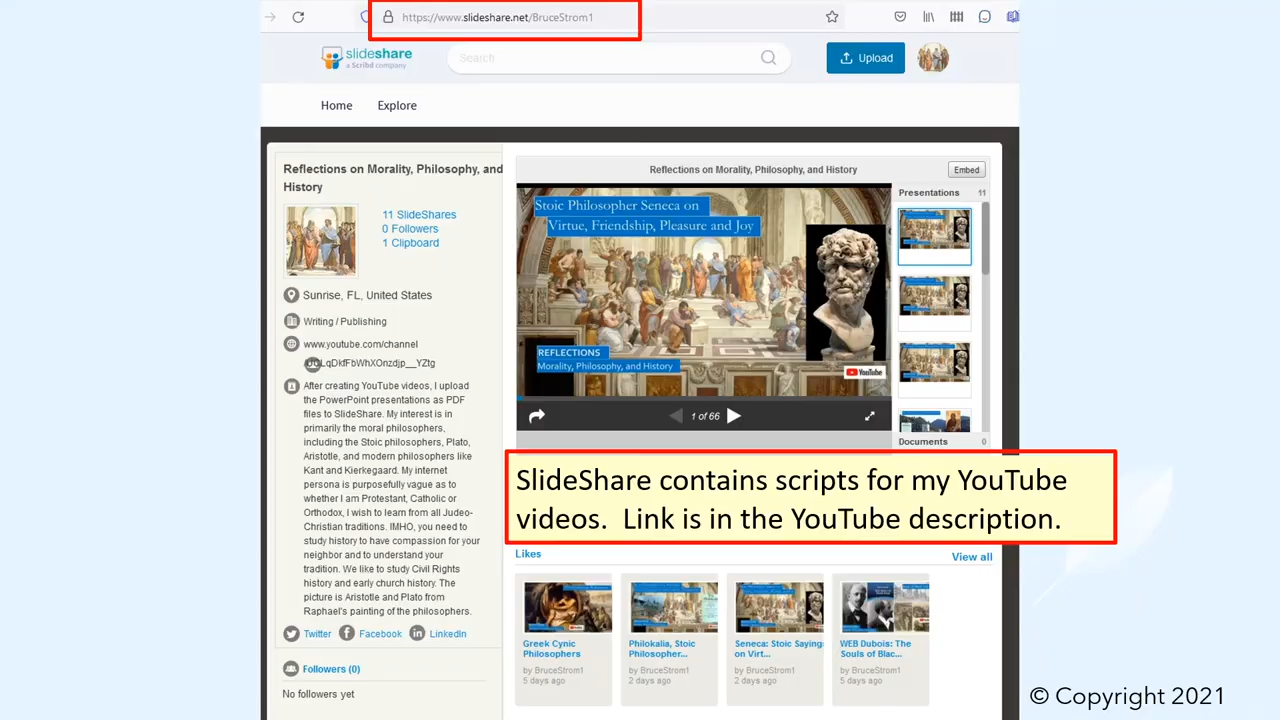 https://www.slideshare.net/BruceStrom1
slideshare
a Scribd company
Search
Upload
Home
Explore
Reflections on Morality, Philosophy, and
History
11 SlideShares
0 Followers
1 Clipboard
Sunrise, FL, United States
Writing / Publishing
www.youtube.com/channel
LqDkfFbWhXOnzdjp__YZtg
After creating YouTube videos, I upload
the PowerPoint presentations as PDF
files to SlideShare. My interest is in
primarily the moral philosophers,
including the Stoic philosophers, Plato,
Aristotle, and modern philosophers like
Kant and Kierkegaard. My internet
persona is purposefully vague as to
whether I am Protestant, Catholic or
Orthodox, I wish to learn from all Judeo-
Christian traditions. IMHO, you need to
study history to have compassion for your
neighbor and to understand your
tradition. We like to study Civil Rights
history and early church history. The
picture is Aristotle and Plato from
Raphael's painting of the philosophers.
Twitter
Facebook
LinkedIn
Followers (0)
No followers yet
Reflections on Morality, Philosophy, and History
Embed
Stoic Philosopher Seneca on
Virtue, Friendship, Pleasure and Joy
REFLECTIONS
Morality, Philosophy, and History
YouTube
1 of 66
Presentations 11
Documents 0
SlideShare contains scripts for my YouTube
videos. Link is in the YouTube description.
Likes
View all
Greek Cynic
Philosophers
by BruceStrom1
5 days ago
Philokalia, Stoic
Philosopher...
by BruceStrom1
2 days ago
Seneca: Stoic Sayings
on Virt...
by BruceStrom1
2 days ago
WEB Dubois: The
Souls of Blac...
by BruceStrom1
5 days ago
© Copyright 2021